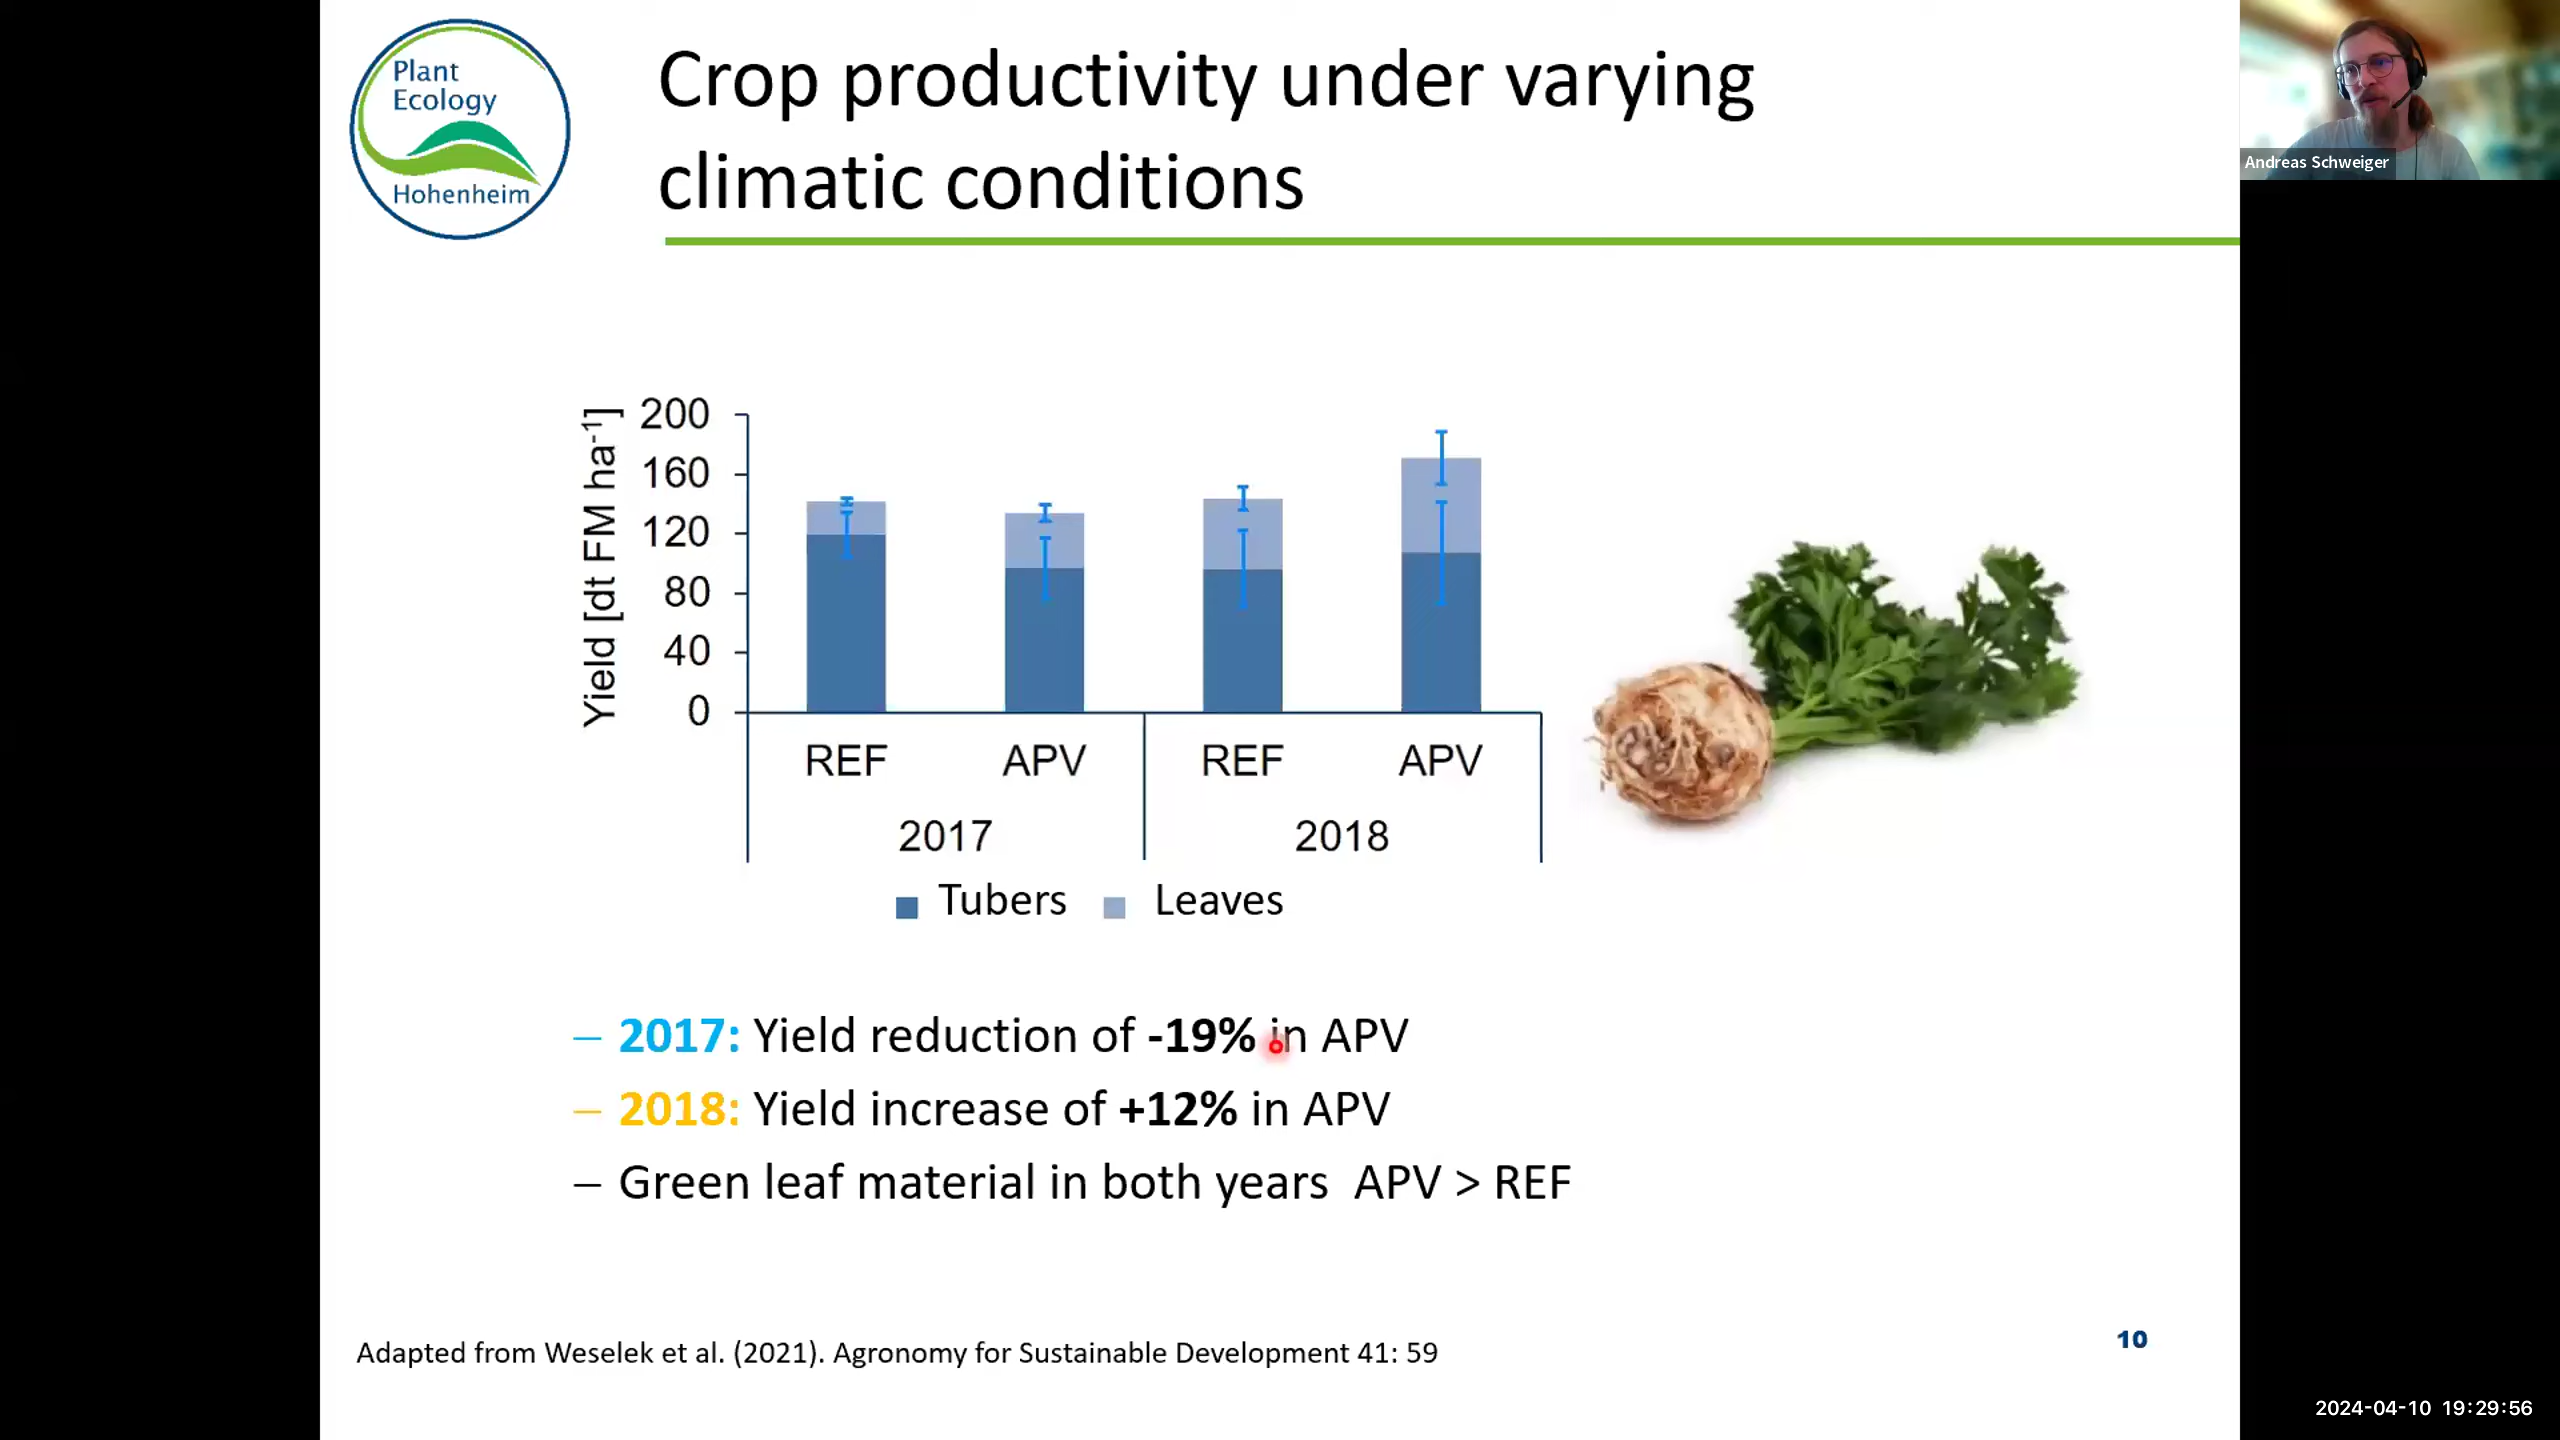 Plant
Ecology
Hohenheim
Crop productivity under varying
climatic conditions
Andreas Schweiger
Yield [dt FM ha-1]
200
160
120
80
40
0
REF APV REF APV
2017 2018
Tubers Leaves
– 2017: Yield reduction of -19% in APV
– 2018: Yield increase of +12% in APV
– Green leaf material in both years APV > REF
Adapted from Weselek et al. (2021). Agronomy for Sustainable Development 41: 59
10
2024-04-10 19:29:56